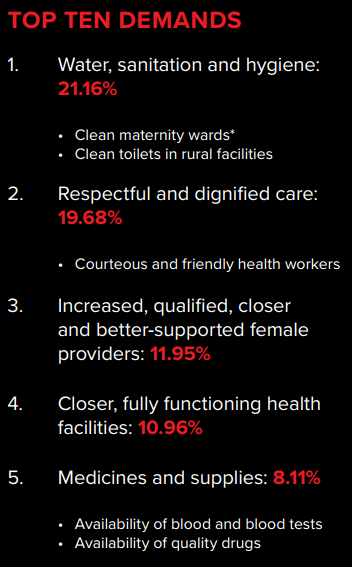 TOP TEN DEMANDS
1. Water, sanitation and hygiene:
21.16%
• Clean maternity wards*
• Clean toilets in rural facilities
2. Respectful and dignified care:
19.68%
• Courteous and friendly health workers
3. Increased, qualified, closer
and better-supported female
providers: 11.95%
4. Closer, fully functioning health
facilities: 10.96%
5. Medicines and supplies: 8.11%
• Availability of blood and blood tests
• Availability of quality drugs